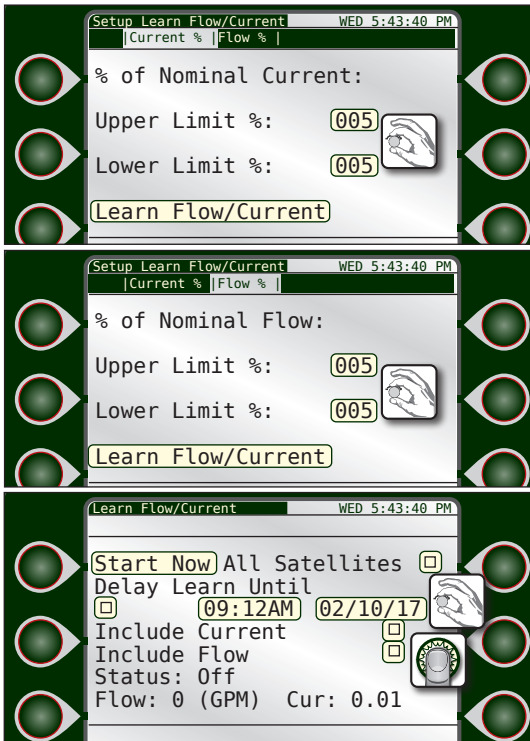 Setup Learn Flow/Current WED 5:43:40 PM
|Current % |Flow % |
% of Nominal Current:
Upper Limit %: 005
Lower Limit %: 005
Learn Flow/Current
Setup Learn Flow/Current WED 5:43:40 PM
|Current % |Flow % |
% of Nominal Flow:
Upper Limit %: 005
Lower Limit %: 005
Learn Flow/Current
Learn Flow/Current WED 5:43:40 PM
Start Now All Satellites
Delay Learn Until
09:12AM 02/10/17
Include Current
Include Flow
Status: Off
Flow: 0 (GPM) Cur: 0.01